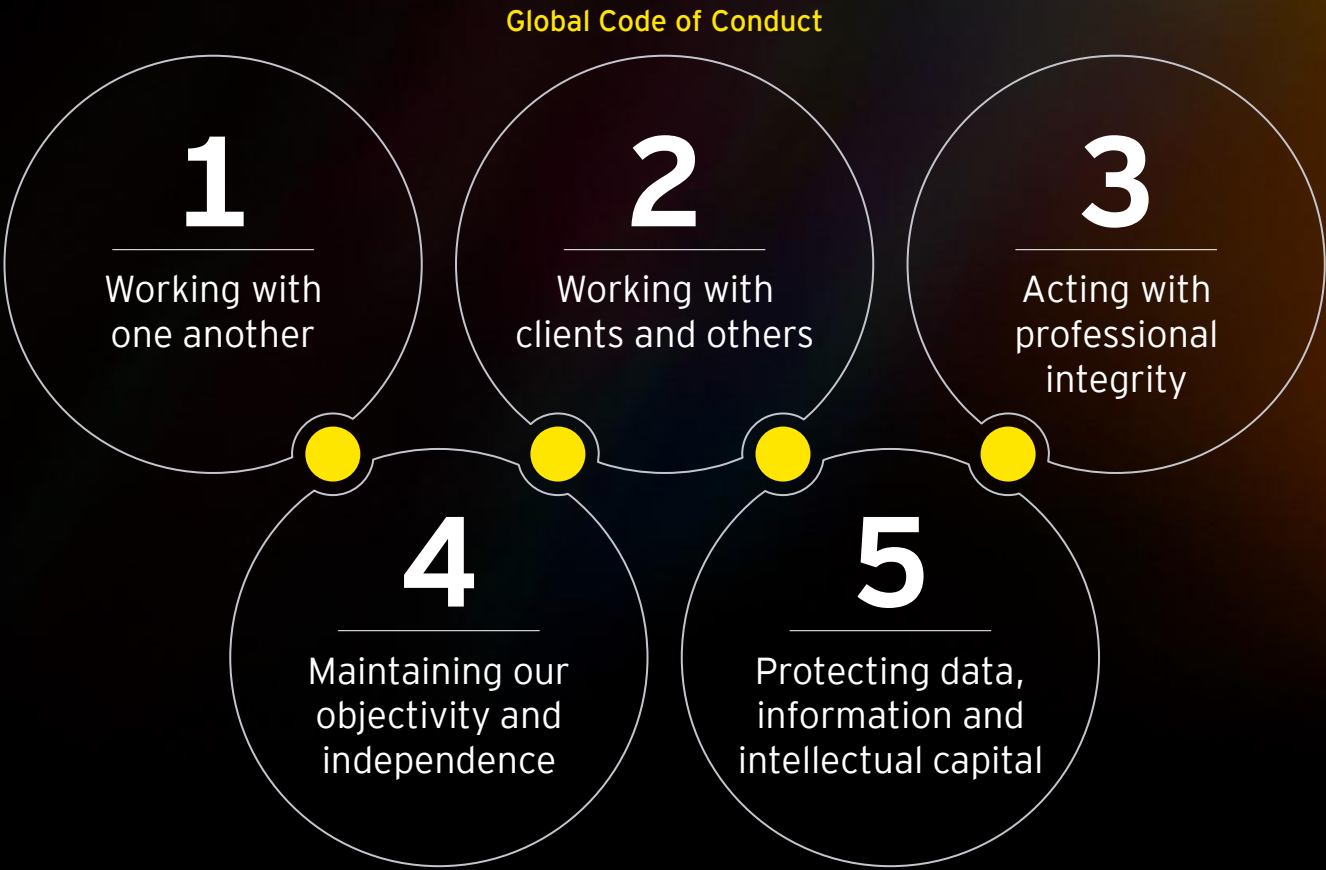 Global Code of Conduct
1
Working with
one another
2
Working with
clients and others
3
Acting with
professional
integrity
4
Maintaining our
objectivity and
independence
5
Protecting data,
information and
intellectual capital